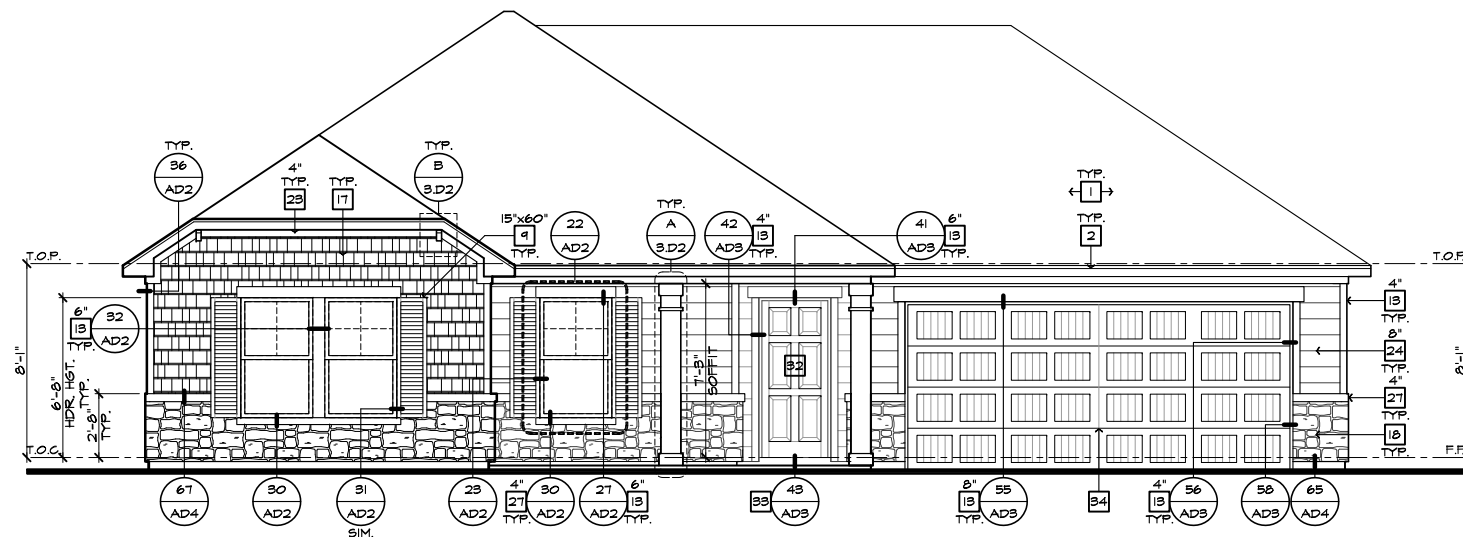 TYP.
36
AD2
4"
TYP.
23
TYP.
17
TYP.
B
3.D2
15"x60"
9
TYP.
22
AD2
TYP.
A
3.D2
42
AD3
4"
13
TYP.
41
AD3
6"
13
TYP.
TYP.
1
TYP.
2
T.O.P.
T.O.P.
8'-1"
6'-8"
HDR. HGT.
TYP.
2'-8"
TYP.
6"
13
TYP.
32
AD2
7'-3"
SOFFIT
32
4"
13
TYP.
8"
24
TYP.
4"
27
TYP.
18
TYP.
8'-1"
T.O.C.
F.F.
67
AD4
30
AD2
31
AD2
SIM.
23
AD2
4"
27
TYP.
30
AD2
27
AD2
6"
13
TYP.
33
43
AD3
8"
13
TYP.
55
AD3
34
4"
13
TYP.
56
AD3
58
AD3
65
AD4